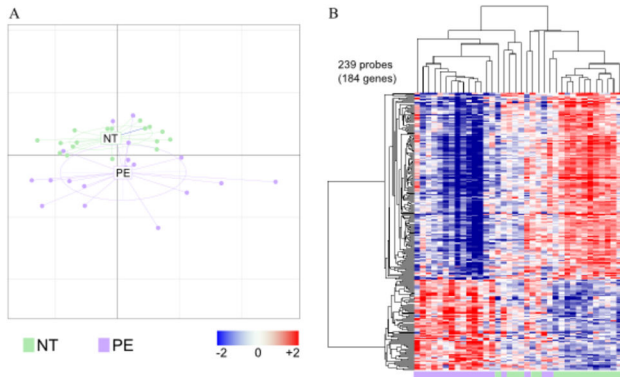 A
NT
PE
NT
PE
-2
0
+2
B
239 probes
(184 genes)